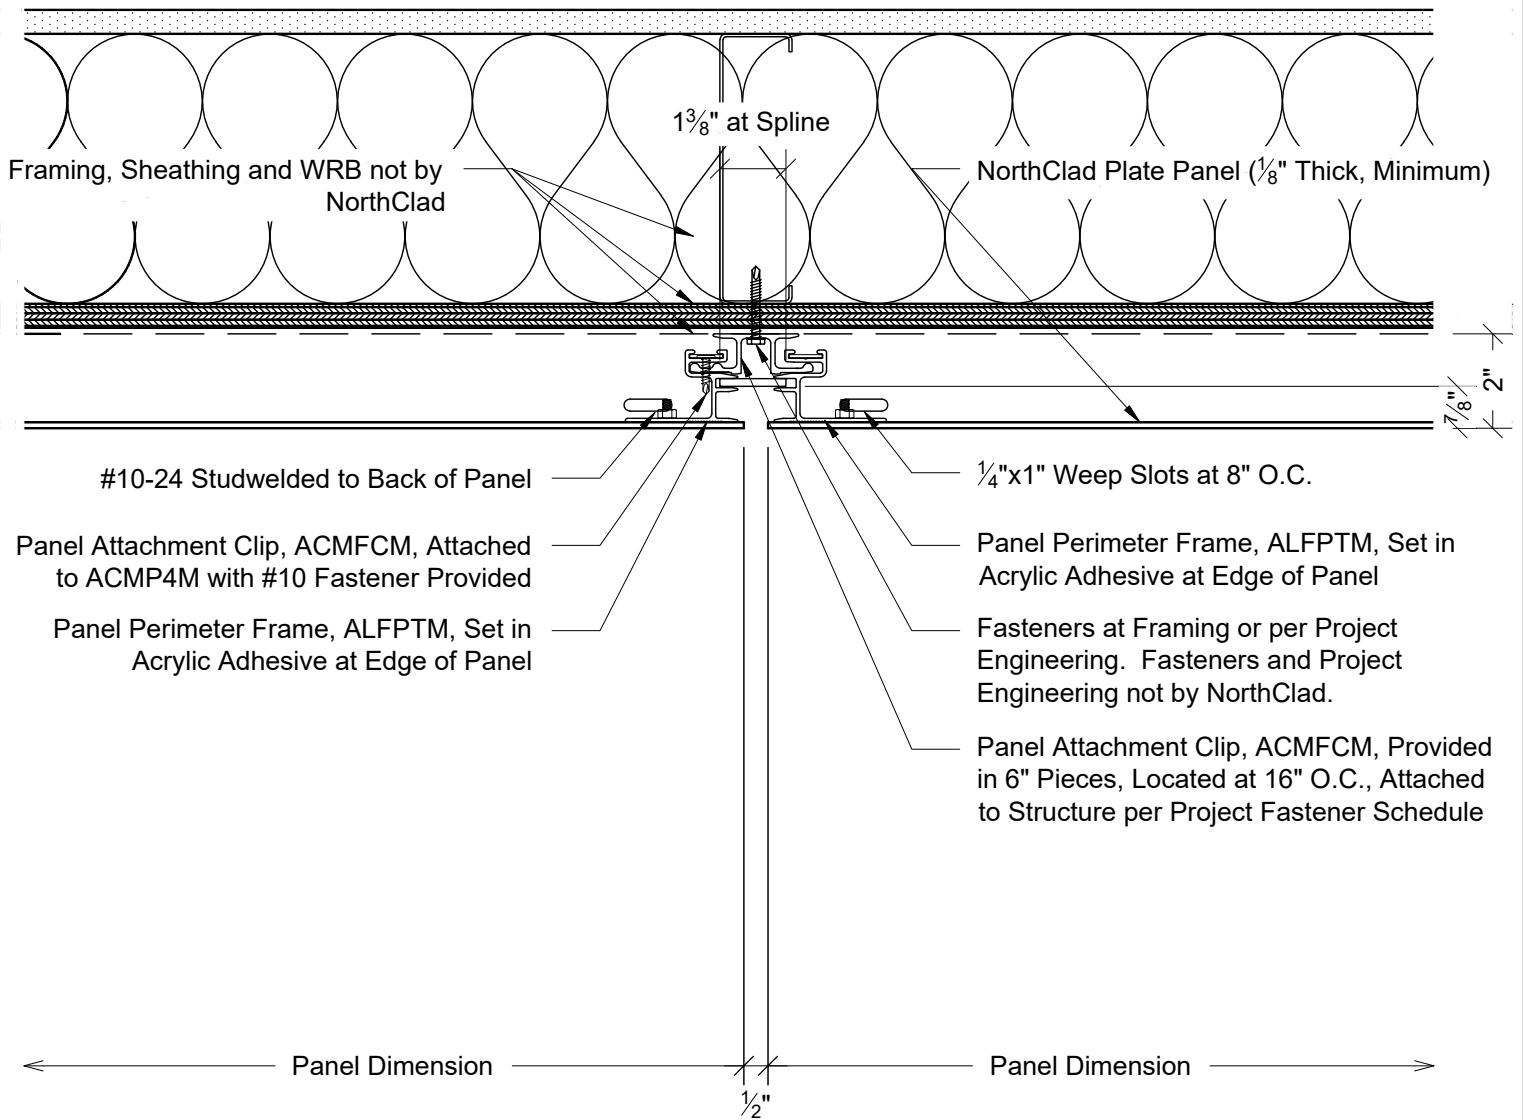 1⅜" at Spline
Framing, Sheathing and WRB not by
NorthClad
NorthClad Plate Panel (⅛" Thick, Minimum)
2"
⅞"
#10-24 Studwelded to Back of Panel
¼"x1" Weep Slots at 8" O.C.
Panel Attachment Clip, ACMFCM, Attached
to ACMP4M with #10 Fastener Provided
Panel Perimeter Frame, ALFPTM, Set in
Acrylic Adhesive at Edge of Panel
Panel Perimeter Frame, ALFPTM, Set in
Acrylic Adhesive at Edge of Panel
Fasteners at Framing or per Project
Engineering.  Fasteners and Project
Engineering not by NorthClad.
Panel Attachment Clip, ACMFCM, Provided
in 6" Pieces, Located at 16" O.C., Attached
to Structure per Project Fastener Schedule
Panel Dimension
Panel Dimension
½"